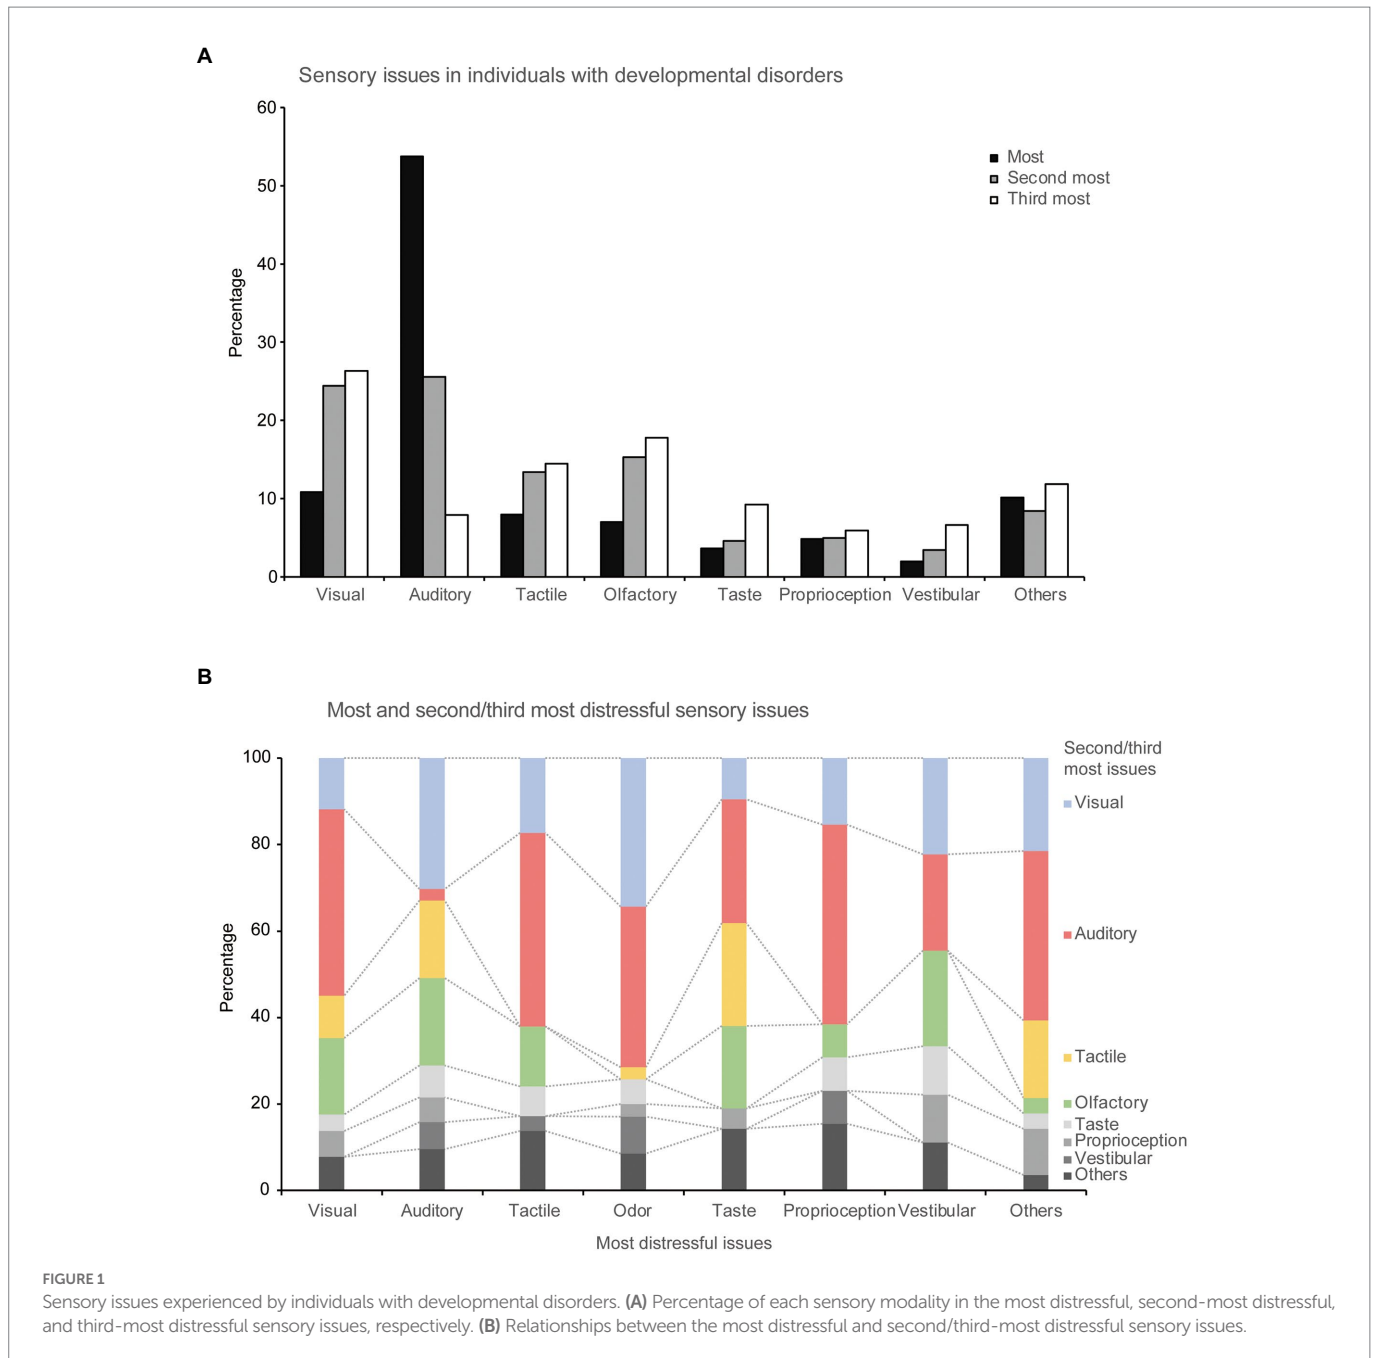 A
Sensory issues in individuals with developmental disorders
60
50
40
30
20
10
0
Percentage
Most
Second most
Third most
Visual Auditory Tactile Olfactory Taste Proprioception Vestibular Others
B
Most and second/third most distressful sensory issues
100
80
60
40
20
0
Percentage
Second/third
most issues
Visual
Auditory
Tactile
Olfactory
Taste
Proprioception
Vestibular
Others
Visual Auditory Tactile Odor Taste Proprioception Vestibular Others
Most distressful issues
FIGURE 1
Sensory issues experienced by individuals with developmental disorders. (A) Percentage of each sensory modality in the most distressful, second-most distressful,
and third-most distressful sensory issues, respectively. (B) Relationships between the most distressful and second/third-most distressful sensory issues.